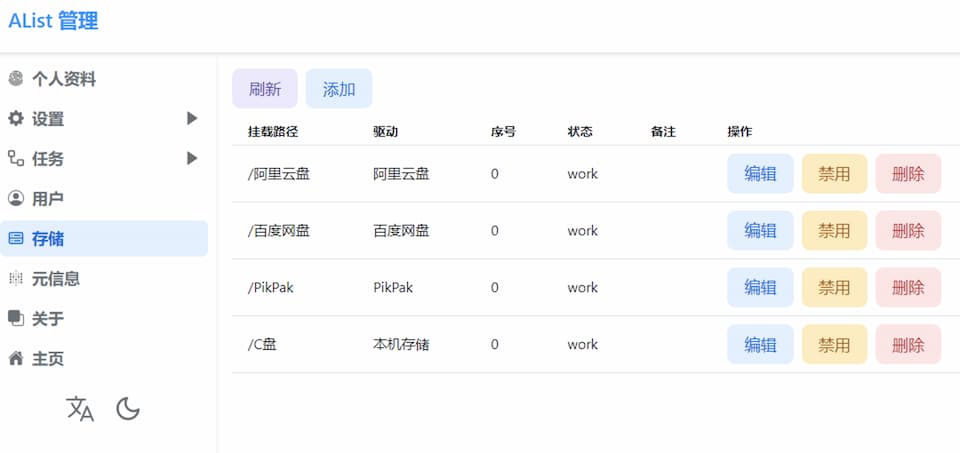 AList 管理
个人资料
设置
任务
用户
存储
元信息
关于
主页
刷新 添加
挂载路径 驱动 序号 状态 备注 操作
/阿里云盘 阿里云盘 0 work 编辑 禁用 删除
/百度网盘 百度网盘 0 work 编辑 禁用 删除
/PikPak PikPak 0 work 编辑 禁用 删除
/C盘 本机存储 0 work 编辑 禁用 删除